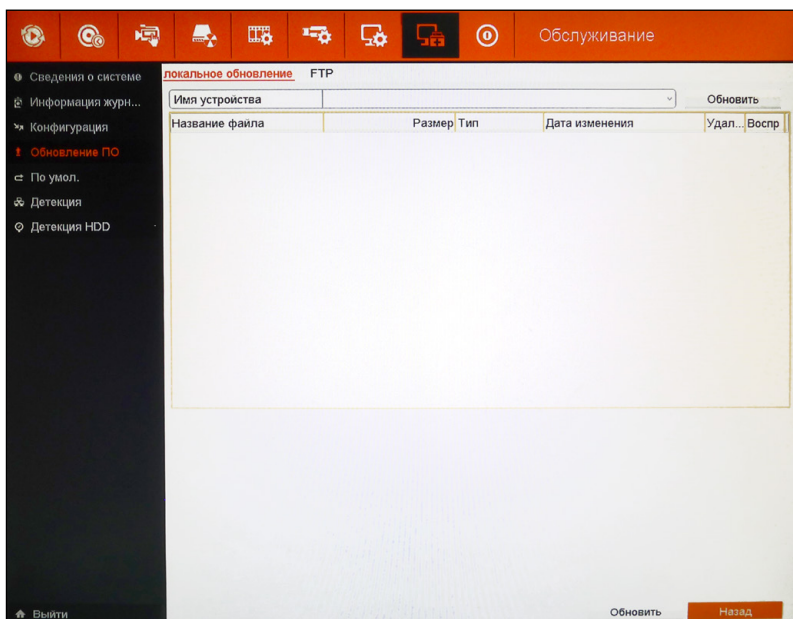 Обслуживание
Сведения о системе
Информация журн...
Конфигурация
Обновление ПО
По умол.
Детекция
Детекция HDD
Выйти
локальное обновление FTP
Имя устройства Обновить
Название файла Размер Тип Дата изменения Удал... Воспр
Обновить Назад